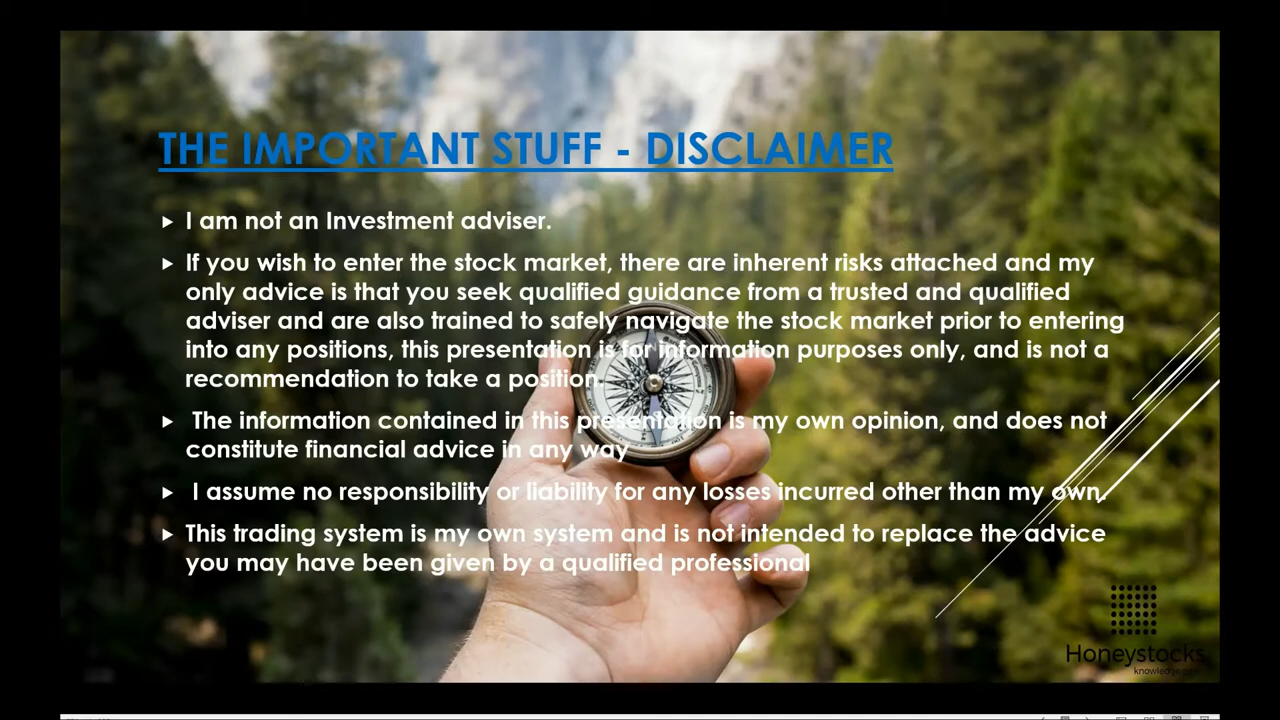 THE IMPORTANT STUFF - DISCLAIMER
I am not an Investment adviser.
If you wish to enter the stock market, there are inherent risks attached and my
only advice is that you seek qualified guidance from a trusted and qualified
adviser and are also trained to safely navigate the stock market prior to entering
into any positions, this presentation is for information purposes only, and is not a
recommendation to take a position.
The information contained in this presentation is my own opinion, and does not
constitute financial advice in any way
I assume no responsibility or liability for any losses incurred other than my own.
This trading system is my own system and is not intended to replace the advice
you may have been given by a qualified professional
Honeystocks